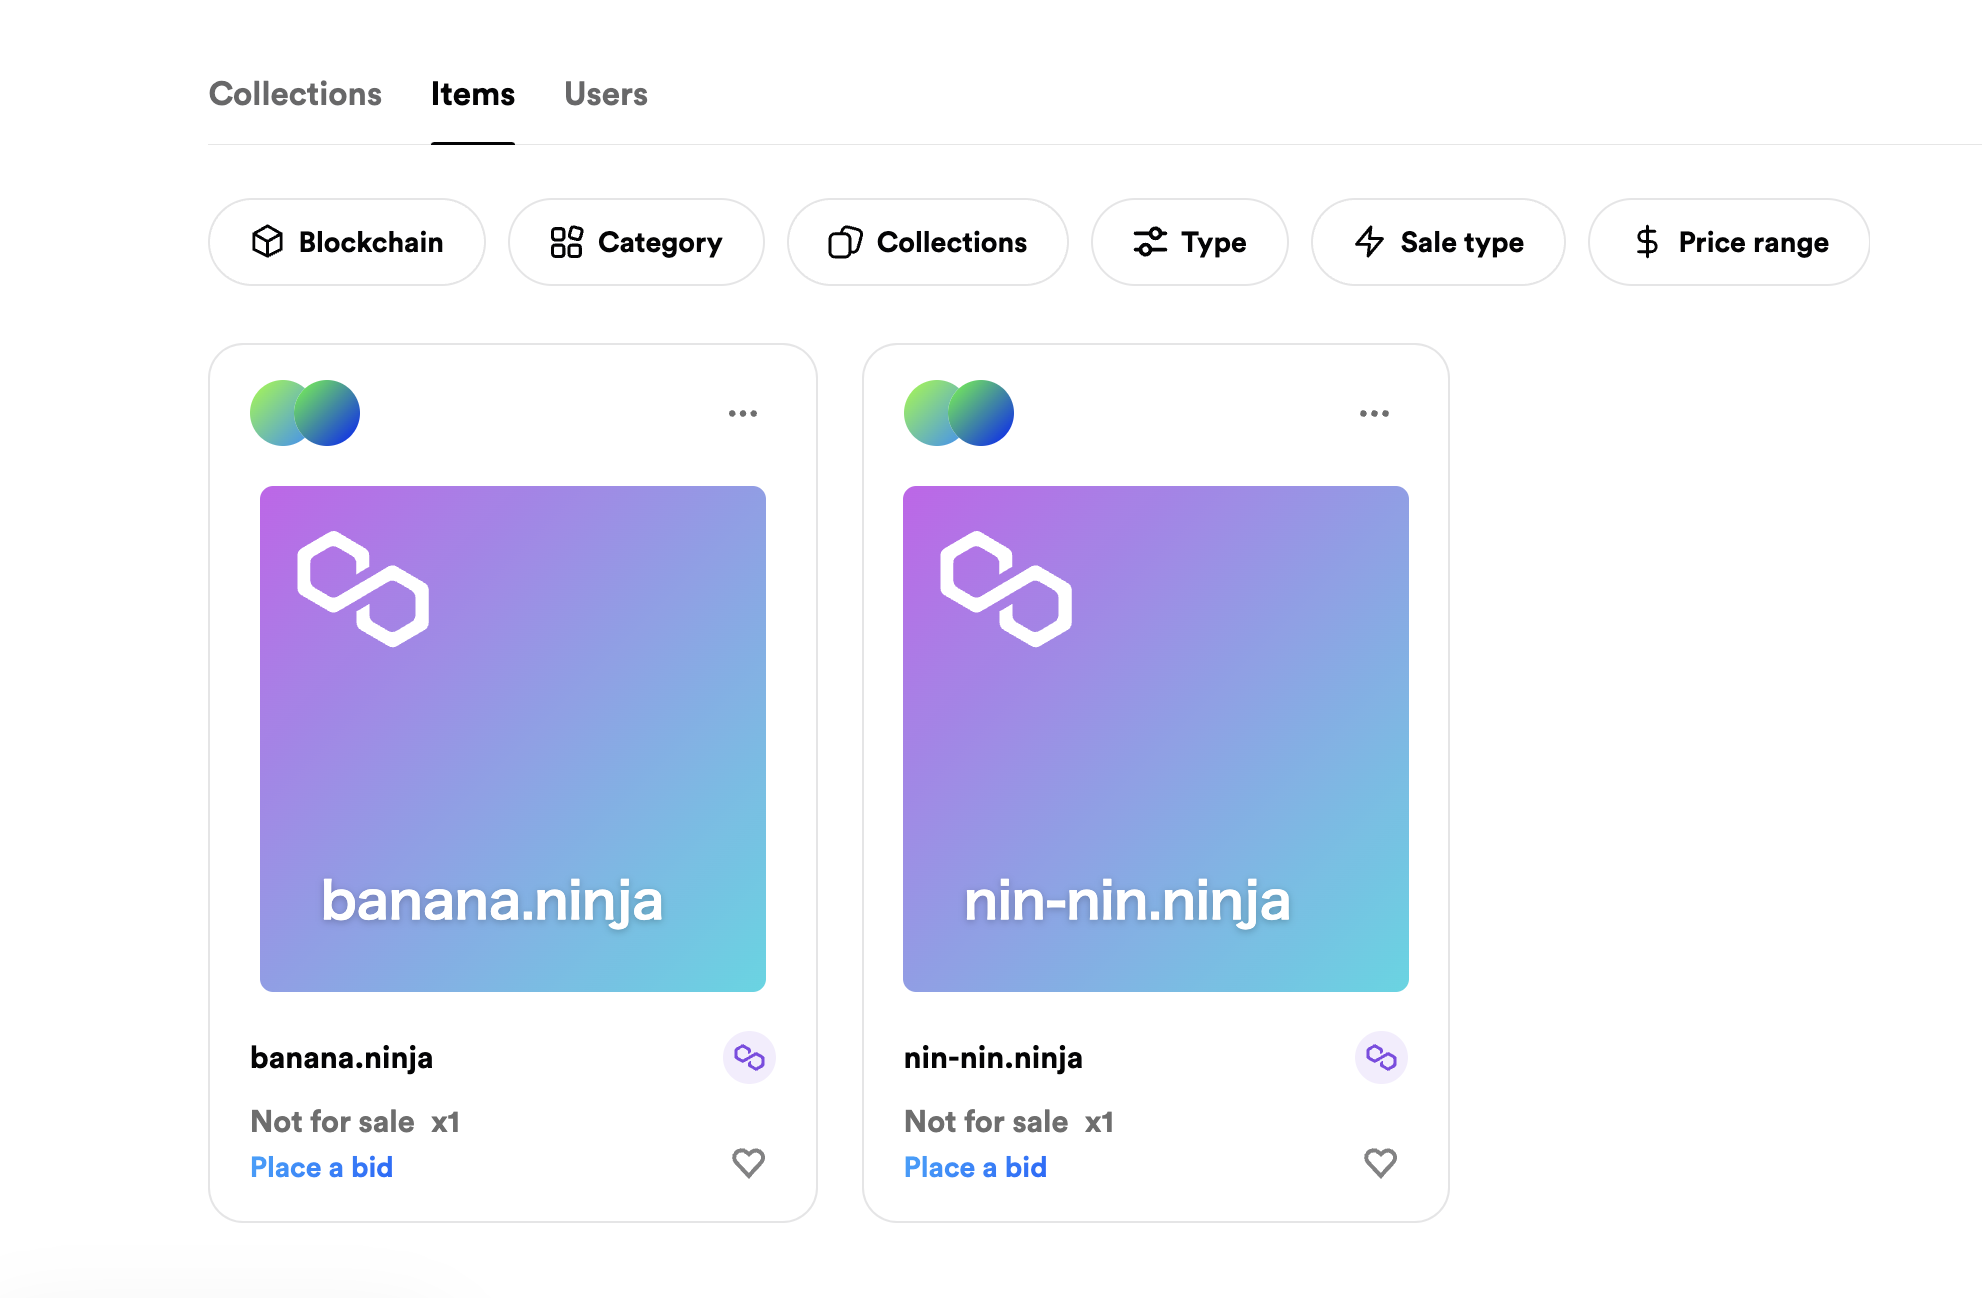 Collections Items Users
Blockchain Category Collections Type Sale type Price range
banana.ninja
banana.ninja
Not for sale x1
Place a bid
nin-nin.ninja
nin-nin.ninja
Not for sale x1
Place a bid